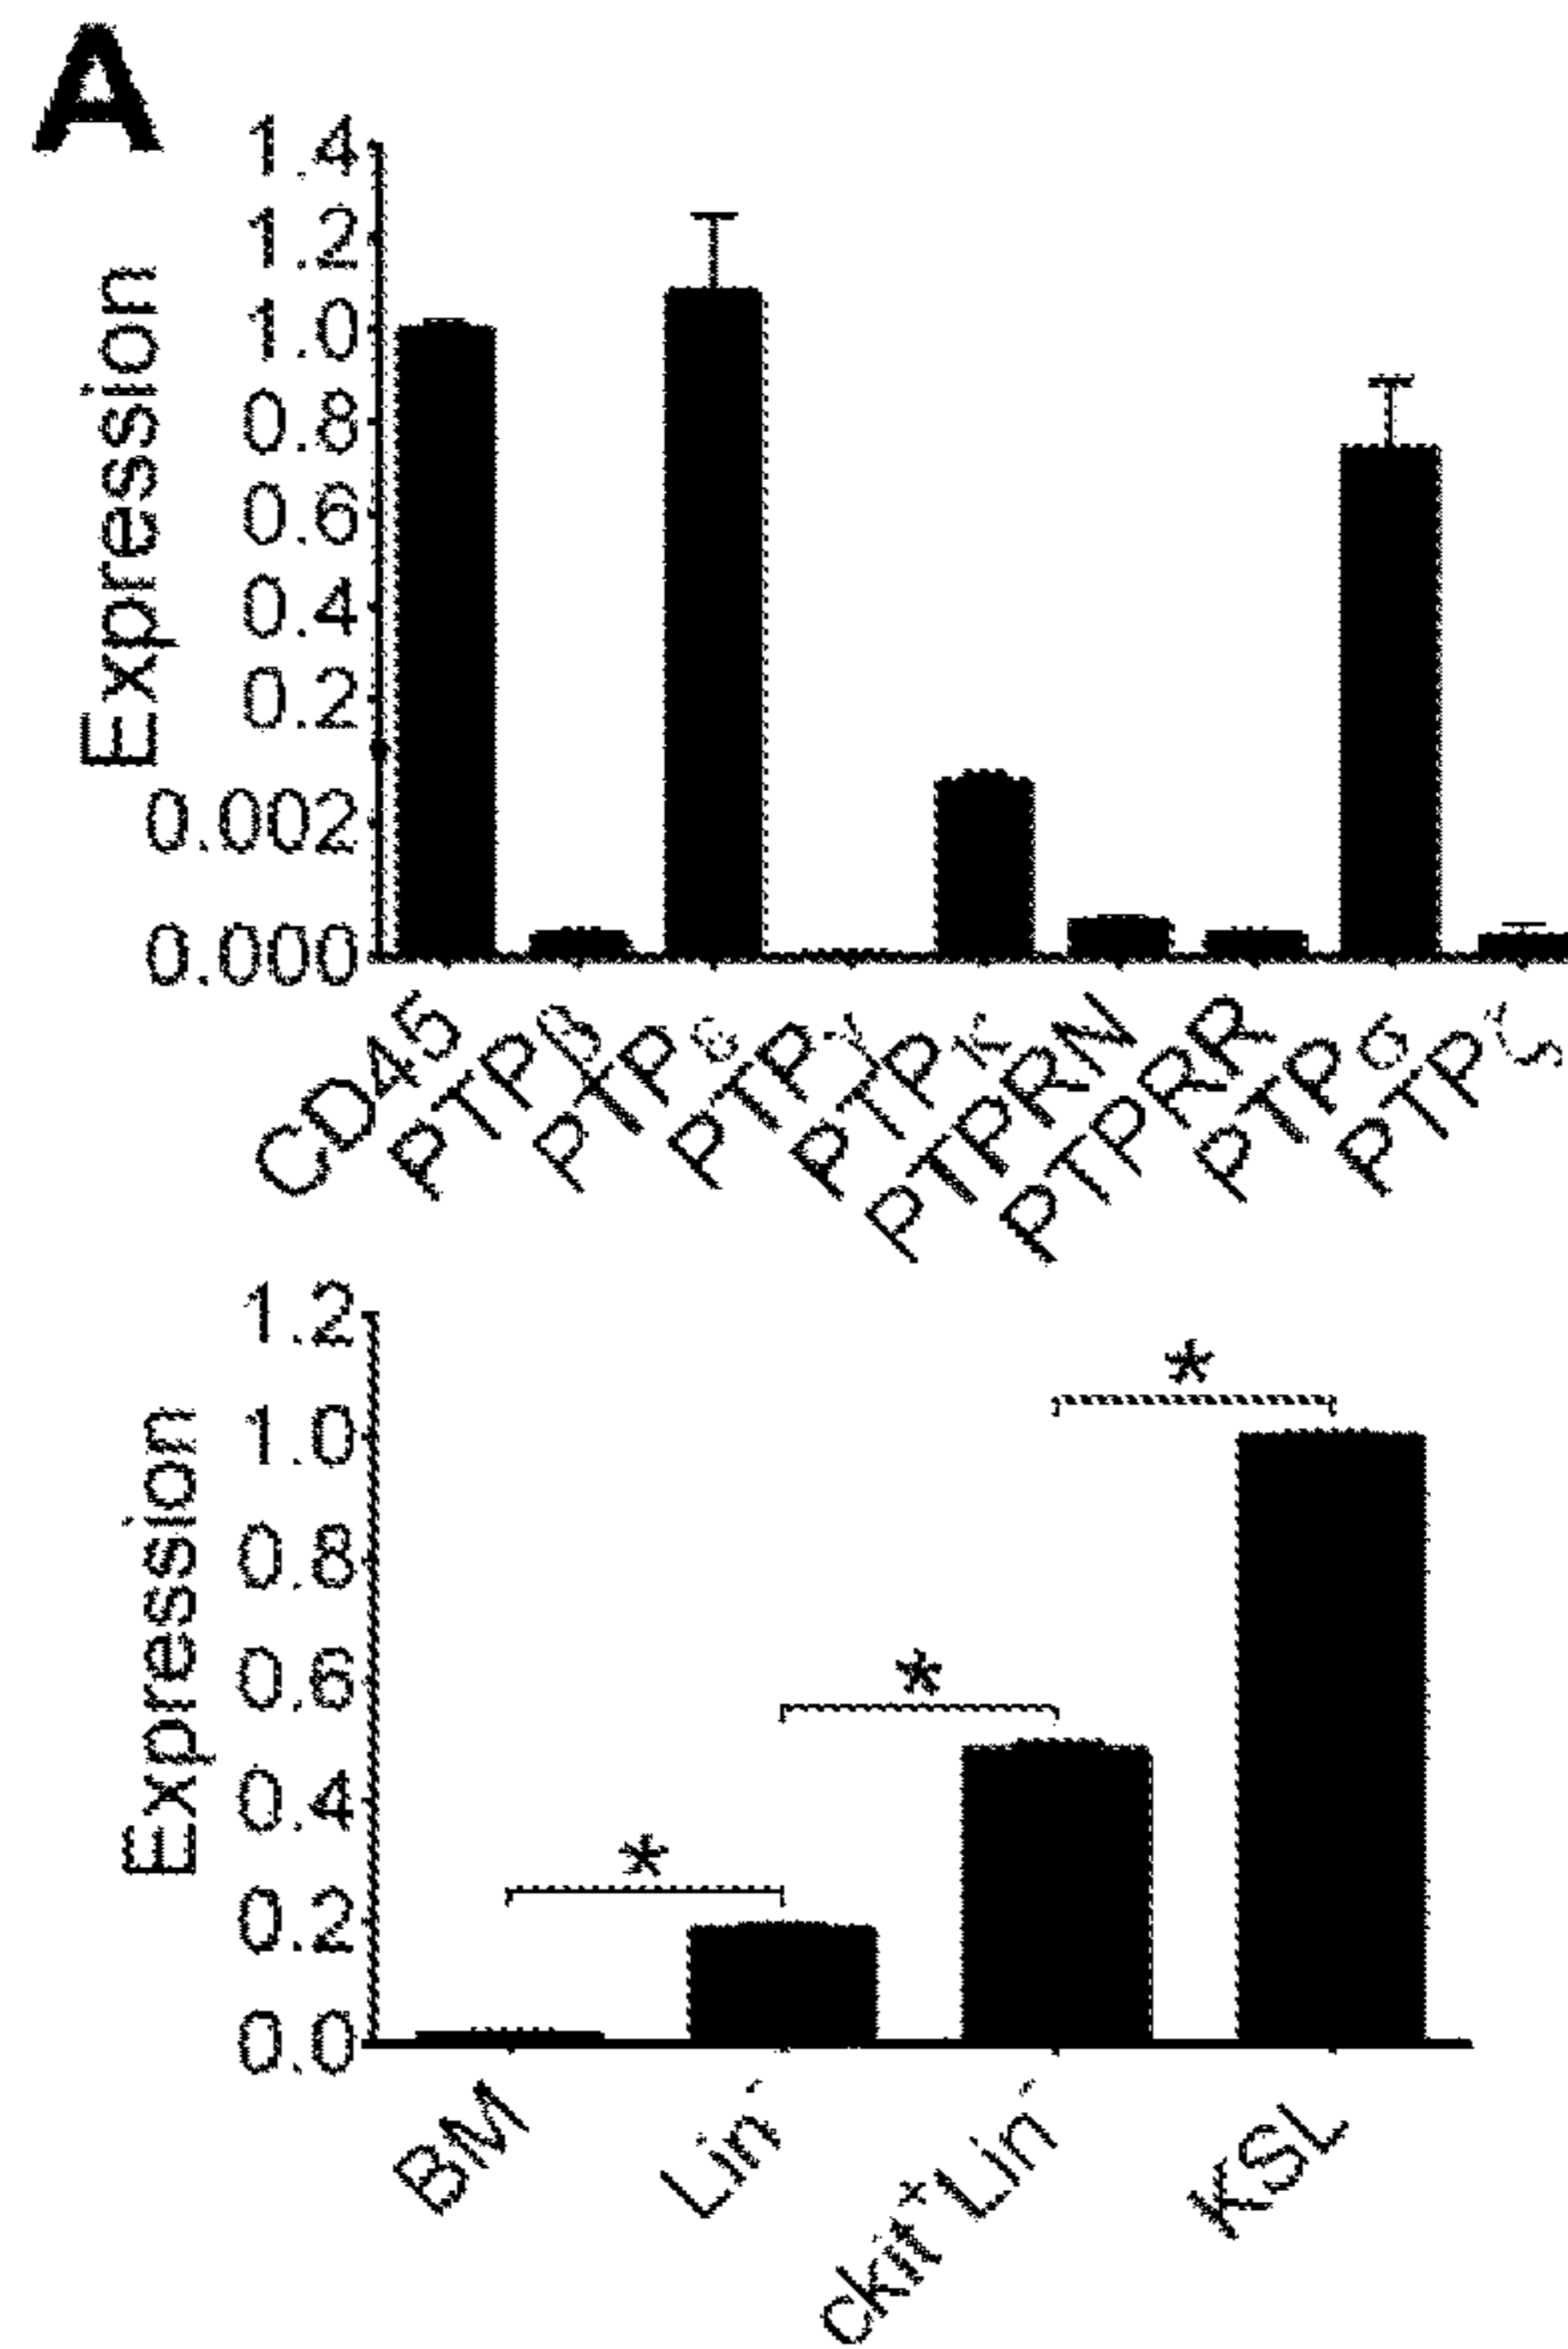 A
1.4
1.2
1.0
0.8
0.6
0.4
0.2
0.002
0.000
Expression
CD45
PTPβ
PTPε
PTPγ
PTPκ
PTPRN
PTPRR
PTPσ
PTPζ
1.2
1.0
0.8
0.6
0.4
0.2
0.0
Expression
*
*
*
BM
Lin⁻
ckit⁺Lin⁻
KSL